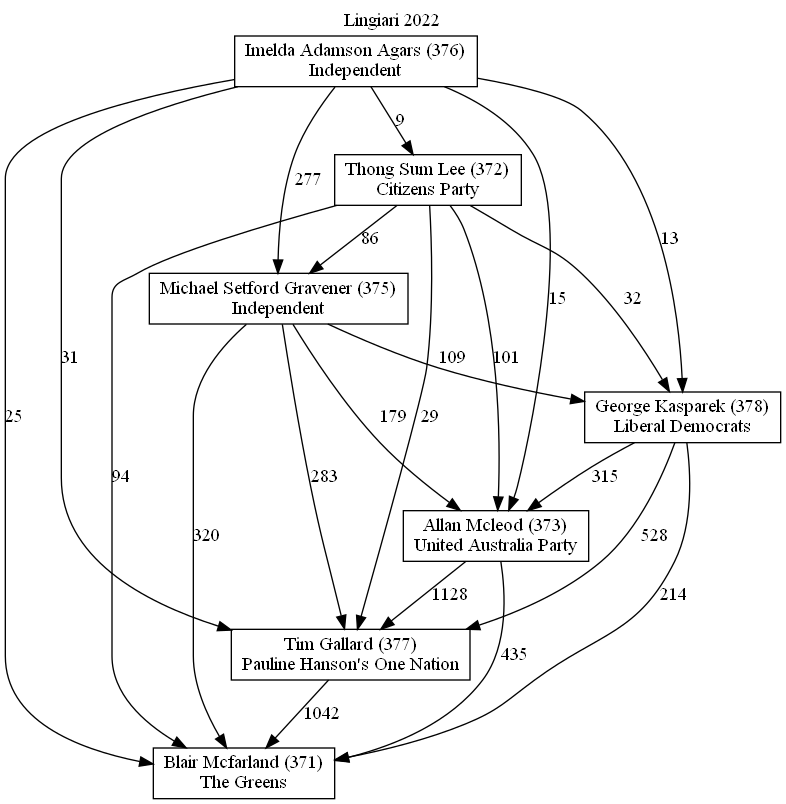 Lingiari 2022
Imelda Adamson Agars (376)
Independent
9
Thong Sum Lee (372)
Citizens Party
277
86
13
Michael Setford Gravener (375)
Independent
15
32
31
109
101
George Kasparek (378)
Liberal Democrats
25
179
29
94
283
315
Allan Mcleod (373)
United Australia Party
320
528
1128
214
Tim Gallard (377)
Pauline Hanson's One Nation
435
1042
Blair Mcfarland (371)
The Greens